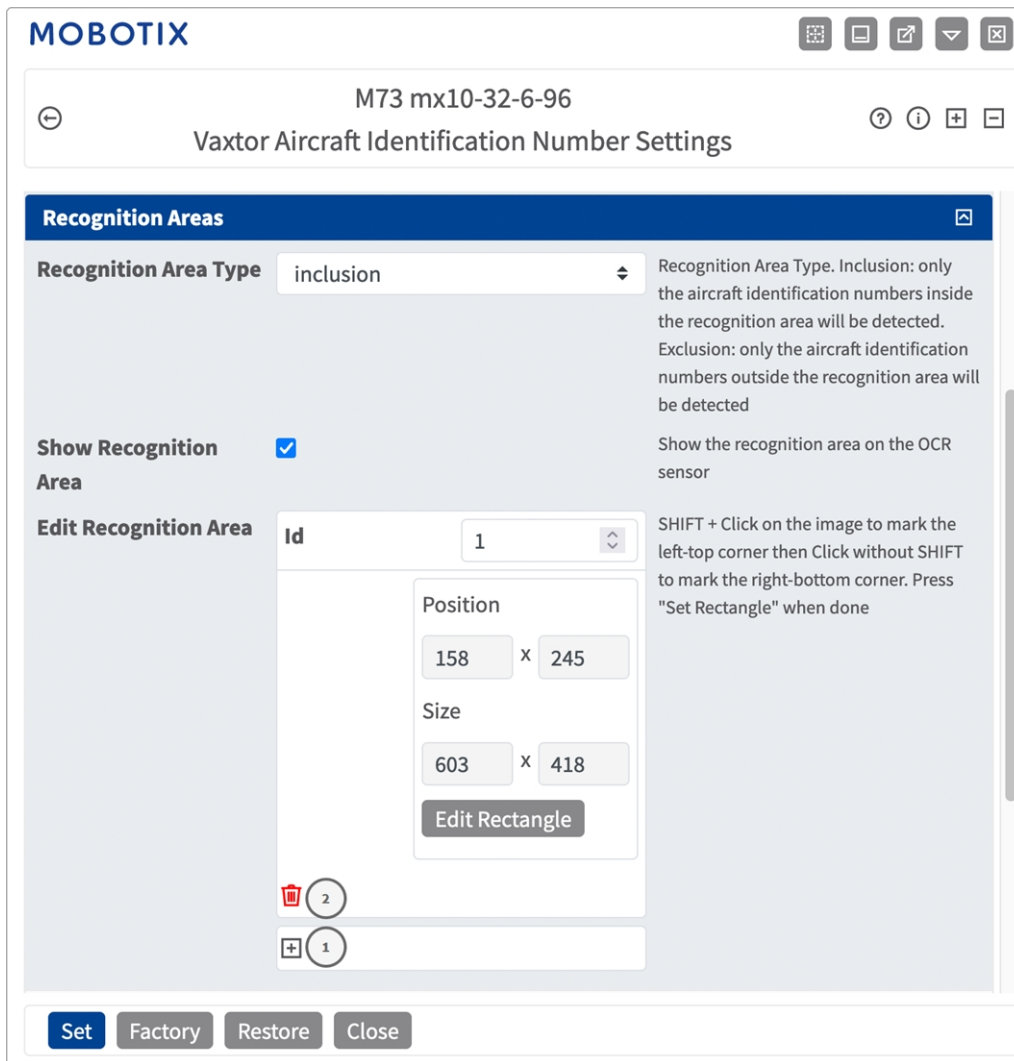 MOBOTIX
M73 mx10-32-6-96
Vaxtor Aircraft Identification Number Settings
Recognition Areas
Recognition Area Type
inclusion
Recognition Area Type. Inclusion: only
the aircraft identification numbers inside
the recognition area will be detected.
Exclusion: only the aircraft identification
numbers outside the recognition area will
be detected
Show Recognition
Area
Show the recognition area on the OCR
sensor
Edit Recognition Area
Id
1
SHIFT + Click on the image to mark the
left-top corner then Click without SHIFT
to mark the right-bottom corner. Press
"Set Rectangle" when done
Position
158 x 245
Size
603 x 418
Edit Rectangle
2
1
Set Factory Restore Close